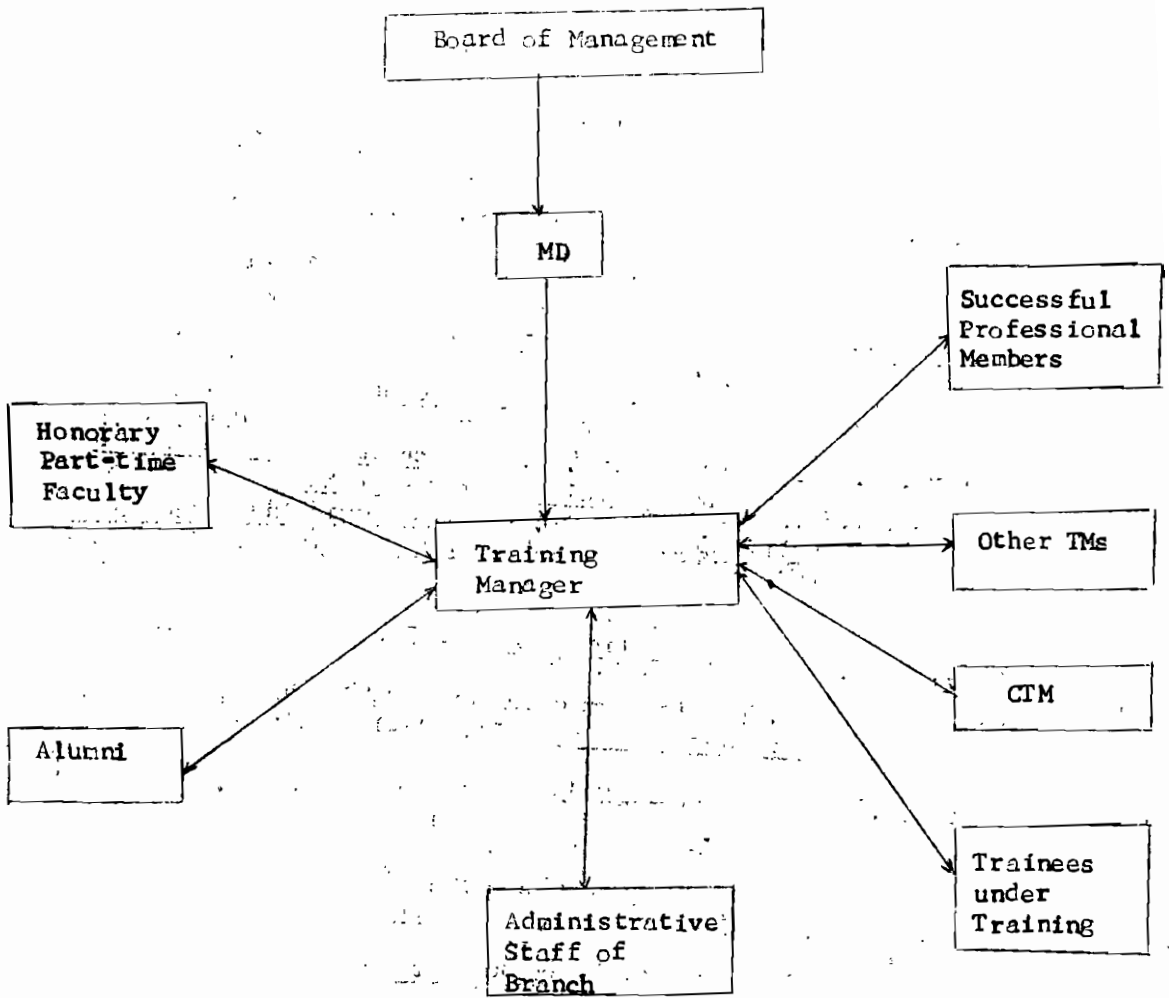 Board of Management
MD
Successful
Professional
Members
Honorary
Part-time
Faculty
Training
Manager
Other TMs
CTM
Alumni
Trainees
under
Training
Administrative
Staff of
Branch